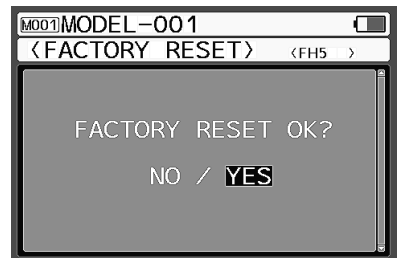 M001 MODEL-001
〈FACTORY RESET〉 〈FH5 〉
FACTORY RESET OK?
NO / YES